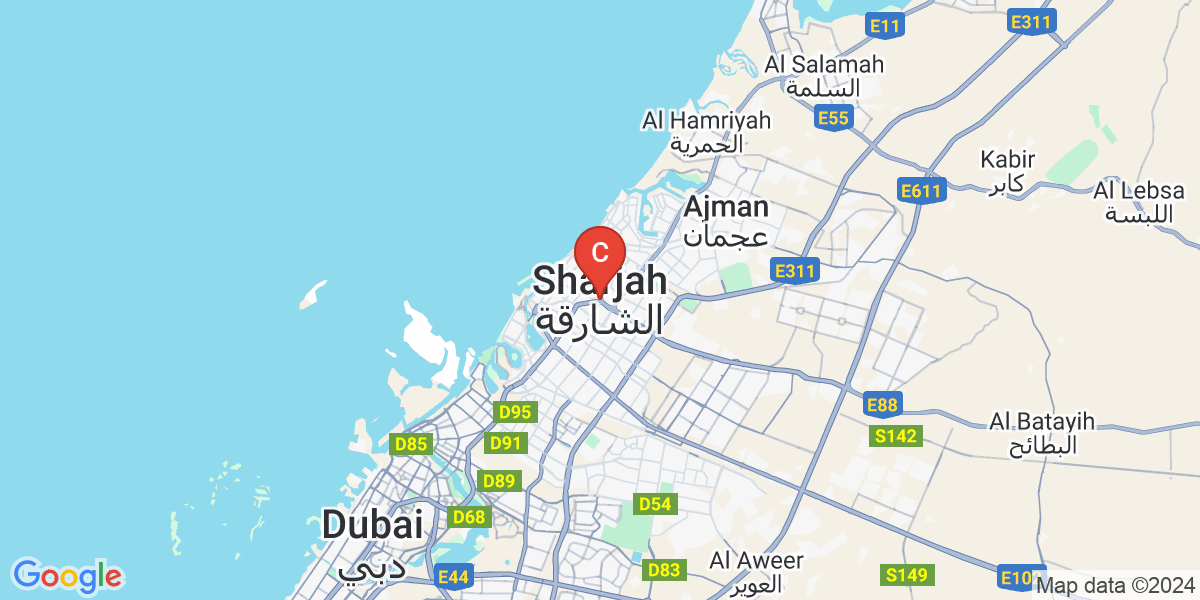 E11
E311
Al Salamah
السلمة
E55
Al Hamriyah
الحمرية
Kabir
كابر
E611
Al Lebsa
اللبسة
Ajman
عجمان
C
E311
Sharjah
الشارقة
E88
D95
Al Batayih
البطائح
S142
D85
D91
D89
D54
D68
Dubai
دبي
Al Aweer
العوير
D83
E44
S149
Google
Map data ©2024